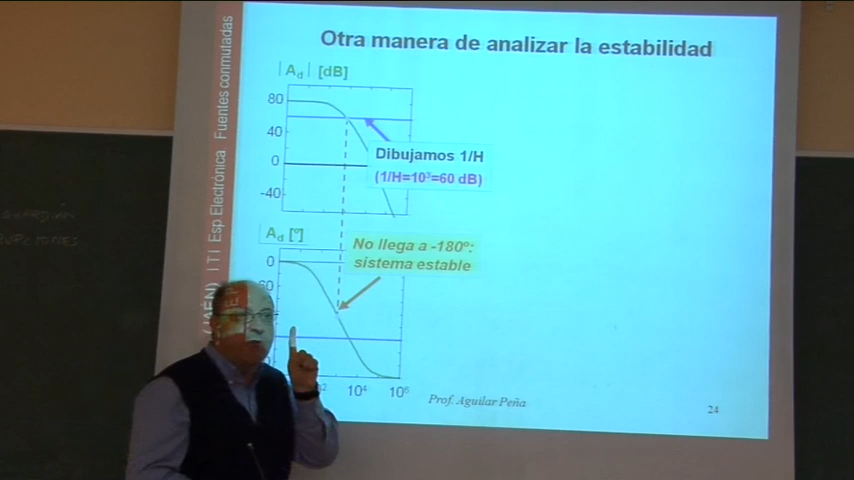 Otra manera de analizar la estabilidad
|Ad| [dB]
80
40
0
-40
Dibujamos 1/H
(1/H=10³=60 dB)
Ad [º]
0
No llega a -180º:
sistema estable
10⁴
10⁶
Prof. Aguilar Peña
24
(JAÉN) ITI Esp Electrónica Fuentes conmutadas